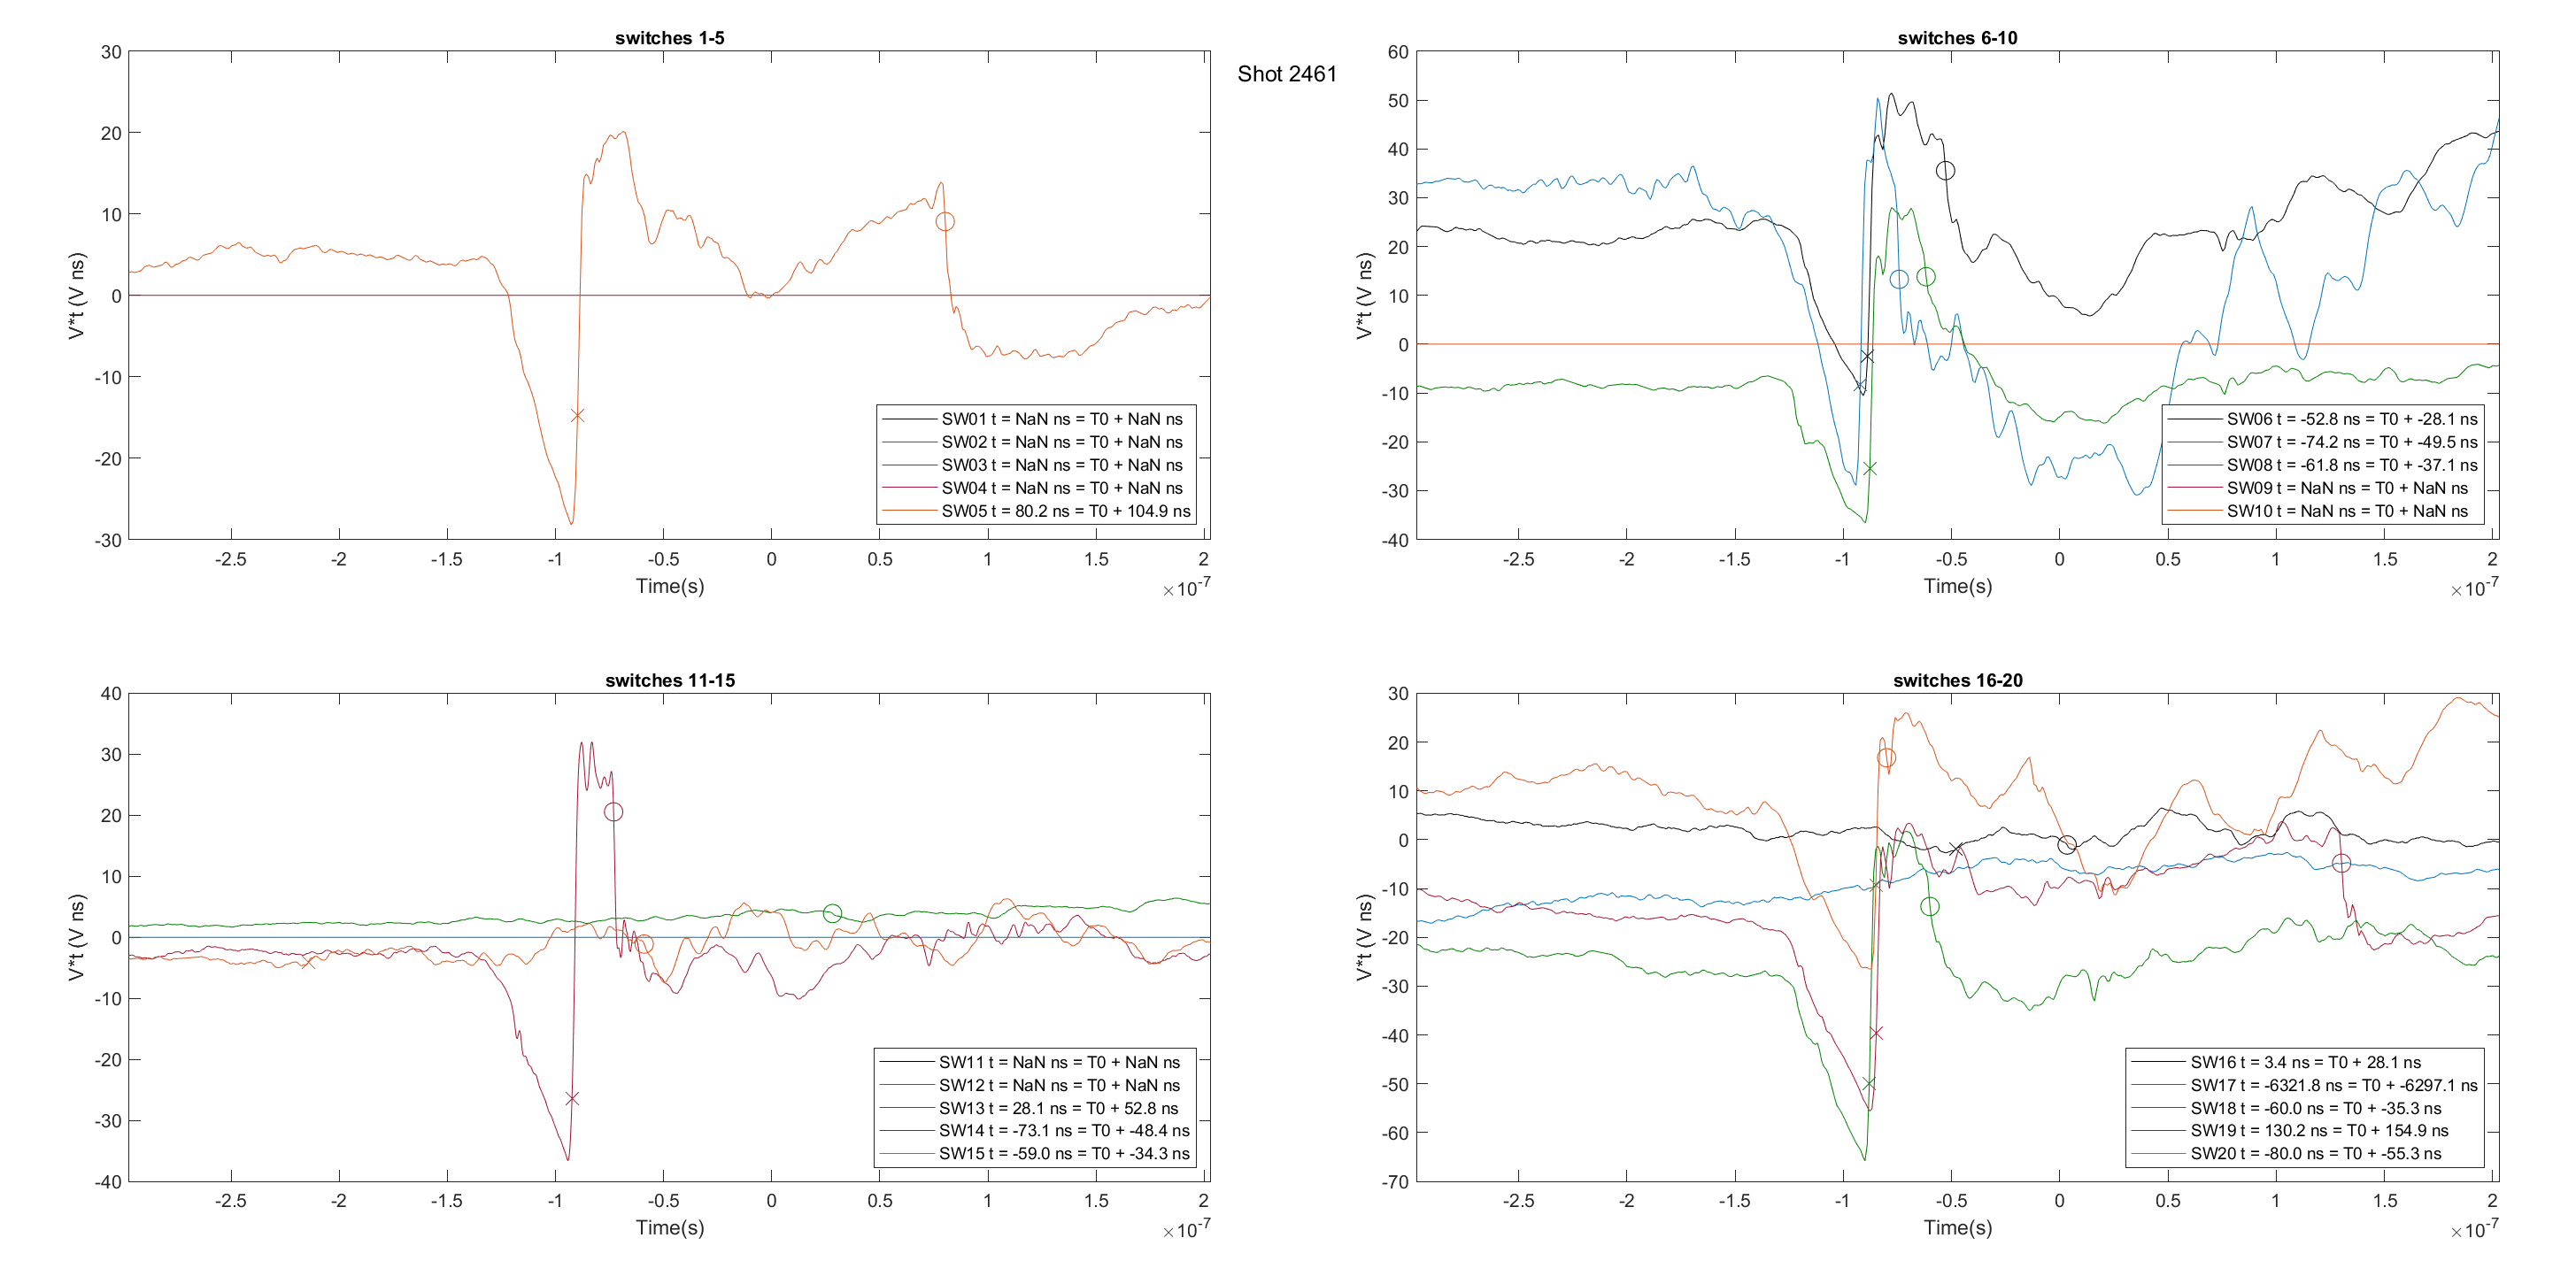 Shot 2461
switches 1-5
30
20
10
0
-10
-20
-30
V*t (V ns)
SW01 t = NaN ns = T0 + NaN ns
SW02 t = NaN ns = T0 + NaN ns
SW03 t = NaN ns = T0 + NaN ns
SW04 t = NaN ns = T0 + NaN ns
SW05 t = 80.2 ns = T0 + 104.9 ns
-2.5 -2 -1.5 -1 -0.5 0 0.5 1 1.5 2
Time(s)
×10-7
switches 6-10
60
50
40
30
20
10
0
-10
-20
-30
-40
V*t (V ns)
SW06 t = -52.8 ns = T0 + -28.1 ns
SW07 t = -74.2 ns = T0 + -49.5 ns
SW08 t = -61.8 ns = T0 + -37.1 ns
SW09 t = NaN ns = T0 + NaN ns
SW10 t = NaN ns = T0 + NaN ns
-2.5 -2 -1.5 -1 -0.5 0 0.5 1 1.5 2
Time(s)
×10-7
switches 11-15
40
30
20
10
0
-10
-20
-30
-40
V*t (V ns)
SW11 t = NaN ns = T0 + NaN ns
SW12 t = NaN ns = T0 + NaN ns
SW13 t = 28.1 ns = T0 + 52.8 ns
SW14 t = -73.1 ns = T0 + -48.4 ns
SW15 t = -59.0 ns = T0 + -34.3 ns
-2.5 -2 -1.5 -1 -0.5 0 0.5 1 1.5 2
Time(s)
×10-7
switches 16-20
30
20
10
0
-10
-20
-30
-40
-50
-60
-70
V*t (V ns)
SW16 t = 3.4 ns = T0 + 28.1 ns
SW17 t = -6321.8 ns = T0 + -6297.1 ns
SW18 t = -60.0 ns = T0 + -35.3 ns
SW19 t = 130.2 ns = T0 + 154.9 ns
SW20 t = -80.0 ns = T0 + -55.3 ns
-2.5 -2 -1.5 -1 -0.5 0 0.5 1 1.5 2
Time(s)
×10-7